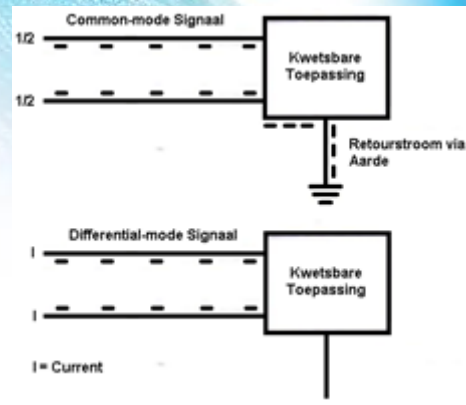 Common-mode Signaal
1/2
1/2
Kwetsbare
Toepassing
Retourstroom via
Aarde
Differential-mode Signaal
I
I
Kwetsbare
Toepassing
I = Current